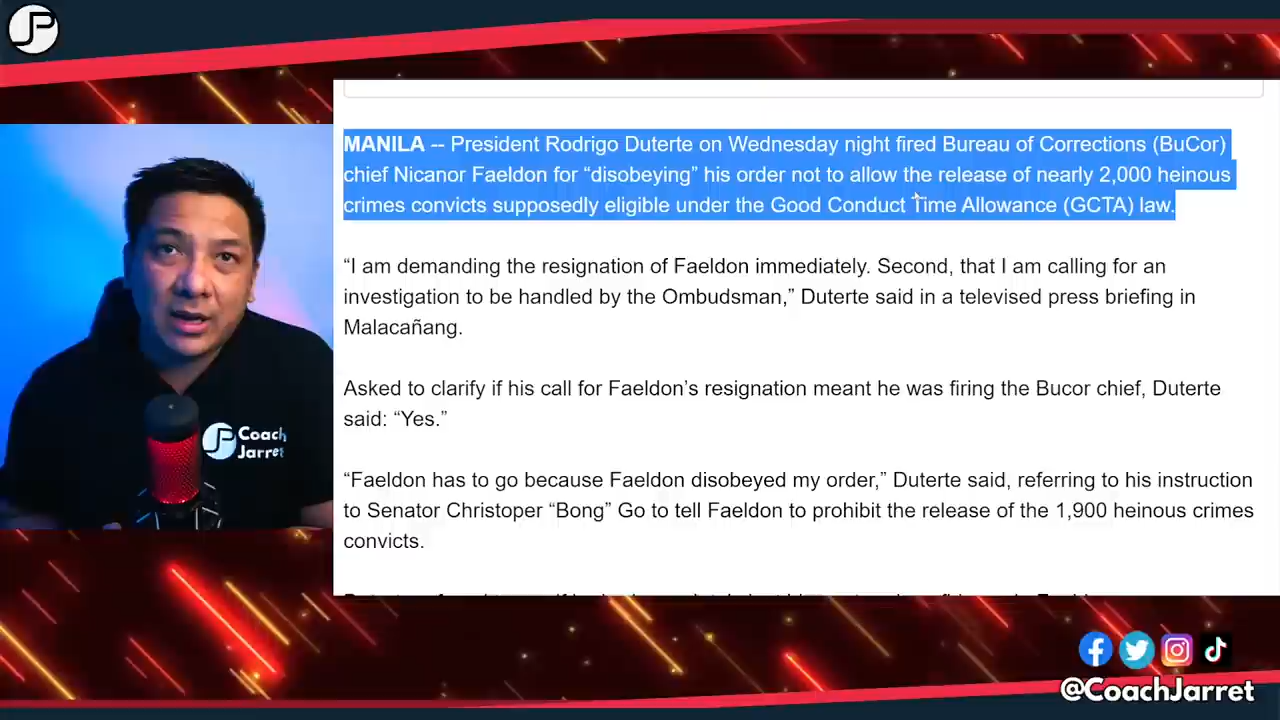 JP
MANILA -- President Rodrigo Duterte on Wednesday night fired Bureau of Corrections (BuCor)
chief Nicanor Faeldon for “disobeying” his order not to allow the release of nearly 2,000 heinous
crimes convicts supposedly eligible under the Good Conduct Time Allowance (GCTA) law.
“I am demanding the resignation of Faeldon immediately. Second, that I am calling for an
investigation to be handled by the Ombudsman,” Duterte said in a televised press briefing in
Malacañang.
Asked to clarify if his call for Faeldon’s resignation meant he was firing the Bucor chief, Duterte
said: “Yes.”
“Faeldon has to go because Faeldon disobeyed my order,” Duterte said, referring to his instruction
to Senator Christoper “Bong” Go to tell Faeldon to prohibit the release of the 1,900 heinous crimes
convicts.
JP Coach
Jarret
@CoachJarret